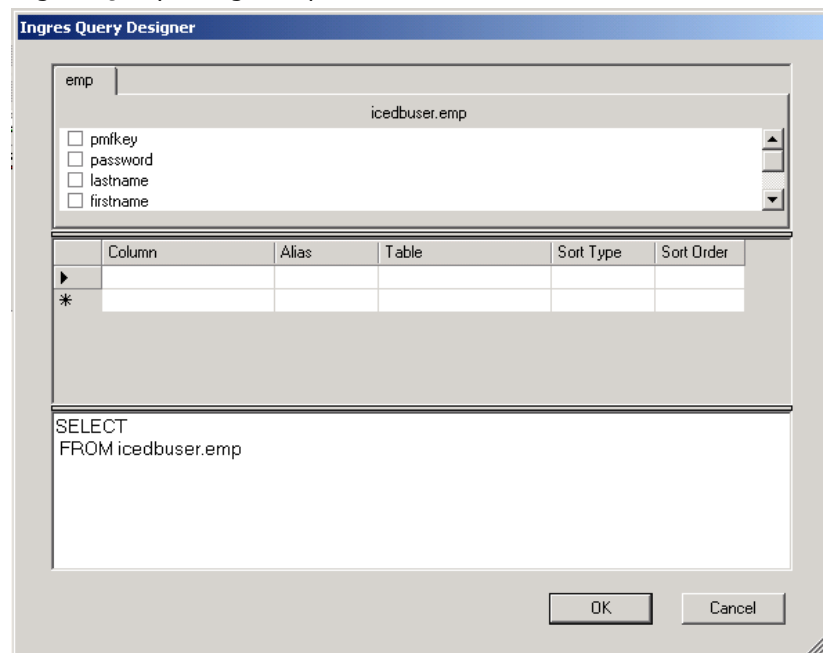 Ingres Query Designer
emp
icedbuser.emp
pmfkey
password
lastname
firstname
Column Alias Table Sort Type Sort Order
SELECT
FROM icedbuser.emp
OK Cancel